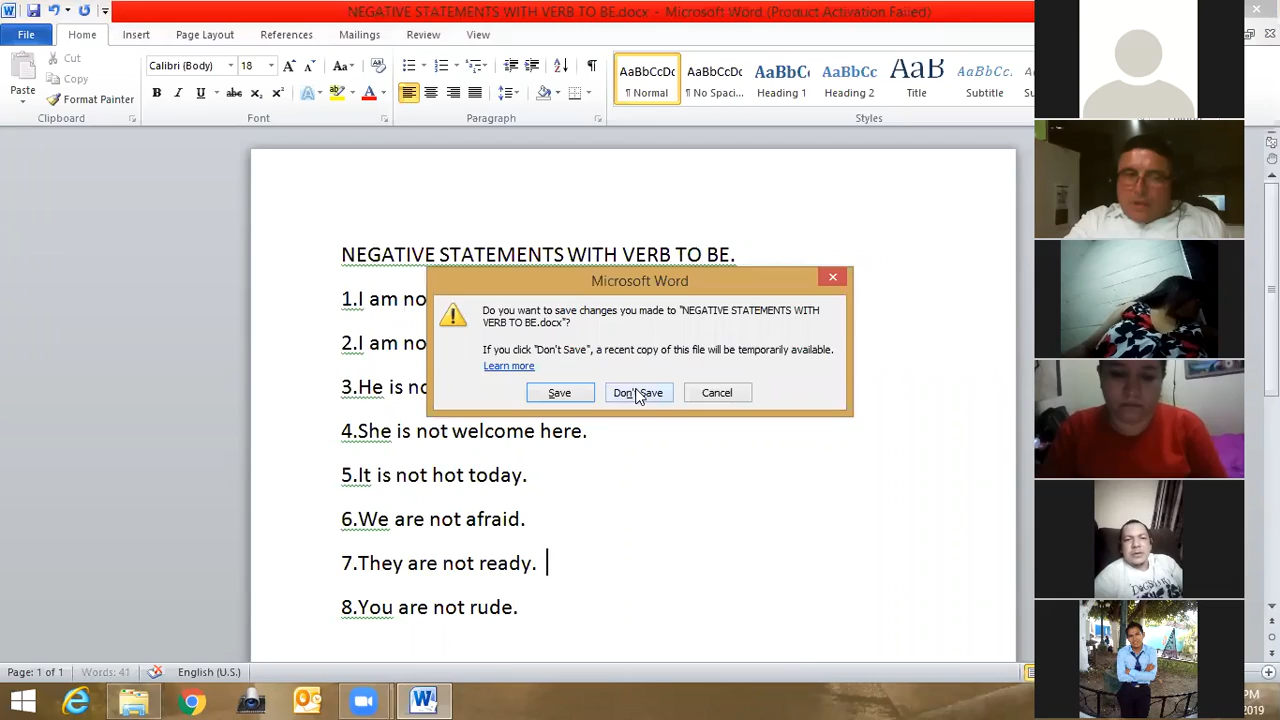 NEGATIVE STATEMENTS WITH VERB TO BE.docx - Microsoft Word (Product Activation Failed)
File Home Insert Page Layout References Mailings Review View
Cut
Copy
Paste
Format Painter
Clipboard
Calibri (Body) 18
Font
Paragraph
AaBbCcDc AaBbCcDc AaBbCc AaBbCc AaB AaBbCcL
¶ Normal ¶ No Spaci... Heading 1 Heading 2 Title Subtitle
Styles
NEGATIVE STATEMENTS WITH VERB TO BE.
1.I am no
2.I am no
3.He is no
4.She is not welcome here.
5.It is not hot today.
6.We are not afraid.
7.They are not ready.
8.You are not rude.
Microsoft Word
Do you want to save changes you made to "NEGATIVE STATEMENTS WITH
VERB TO BE.docx"?
If you click "Don't Save", a recent copy of this file will be temporarily available.
Learn more
Save Don't Save Cancel
Page: 1 of 1 Words: 41 English (U.S.)